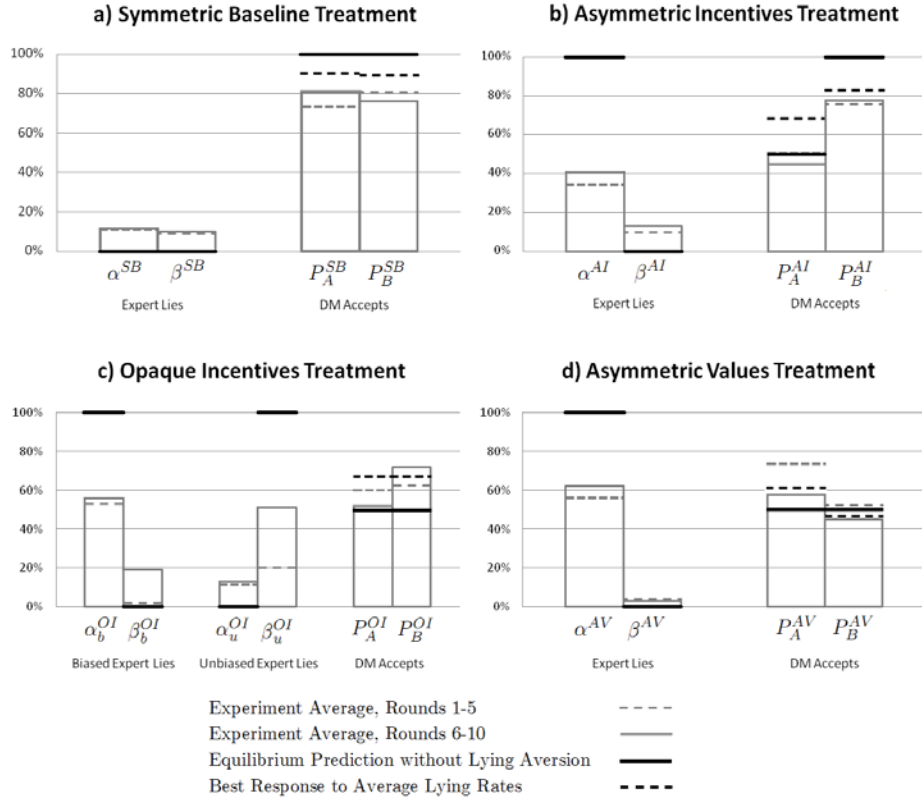 a) Symmetric Baseline Treatment
100%
80%
60%
40%
20%
0%
α^SB β^SB P_A^SB P_B^SB
Expert Lies DM Accepts
b) Asymmetric Incentives Treatment
100%
80%
60%
40%
20%
0%
α^AI β^AI P_A^AI P_B^AI
Expert Lies DM Accepts
c) Opaque Incentives Treatment
100%
80%
60%
40%
20%
0%
α_b^OI β_b^OI α_u^OI β_u^OI P_A^OI P_B^OI
Biased Expert Lies Unbiased Expert Lies DM Accepts
d) Asymmetric Values Treatment
100%
80%
60%
40%
20%
0%
α^AV β^AV P_A^AV P_B^AV
Expert Lies DM Accepts
Experiment Average, Rounds 1-5
Experiment Average, Rounds 6-10
Equilibrium Prediction without Lying Aversion
Best Response to Average Lying Rates